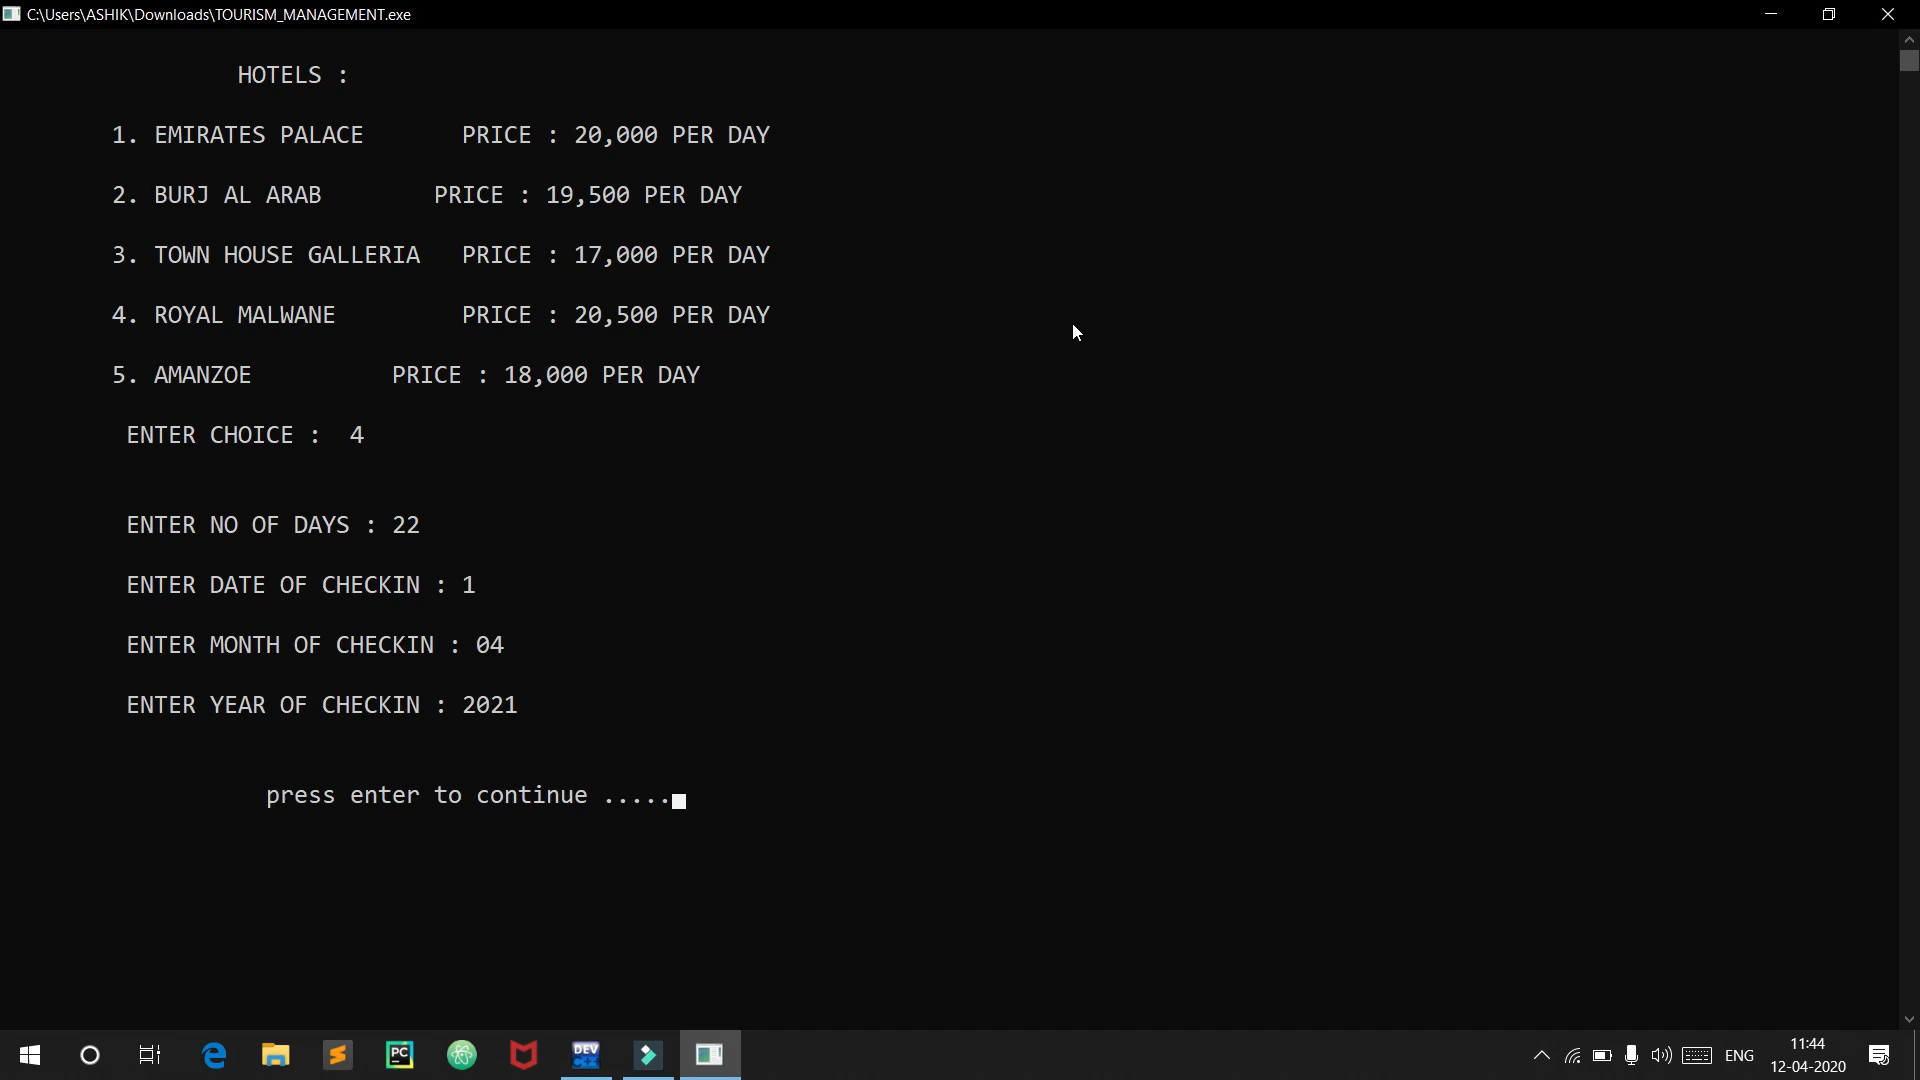 C:\Users\ASHIK\Downloads\TOURISM_MANAGEMENT.exe
HOTELS :
1. EMIRATES PALACE PRICE : 20,000 PER DAY
2. BURJ AL ARAB PRICE : 19,500 PER DAY
3. TOWN HOUSE GALLERIA PRICE : 17,000 PER DAY
4. ROYAL MALWANE PRICE : 20,500 PER DAY
5. AMANZOE PRICE : 18,000 PER DAY
ENTER CHOICE : 4
ENTER NO OF DAYS : 22
ENTER DATE OF CHECKIN : 1
ENTER MONTH OF CHECKIN : 04
ENTER YEAR OF CHECKIN : 2021
press enter to continue .....
PC
DEV
C++
ENG
11:44
12-04-2020